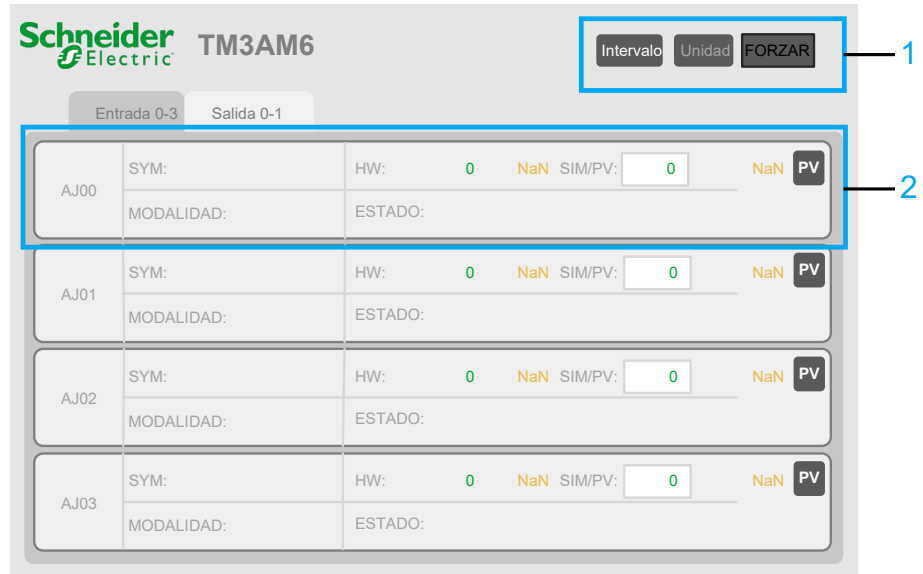 Schneider
Electric
TM3AM6
Intervalo Unidad FORZAR
1
Entrada 0-3 Salida 0-1
AJ00
SYM: HW: 0 NaN SIM/PV: 0 NaN PV
MODALIDAD: ESTADO:
2
AJ01
SYM: HW: 0 NaN SIM/PV: 0 NaN PV
MODALIDAD: ESTADO:
AJ02
SYM: HW: 0 NaN SIM/PV: 0 NaN PV
MODALIDAD: ESTADO:
AJ03
SYM: HW: 0 NaN SIM/PV: 0 NaN PV
MODALIDAD: ESTADO: